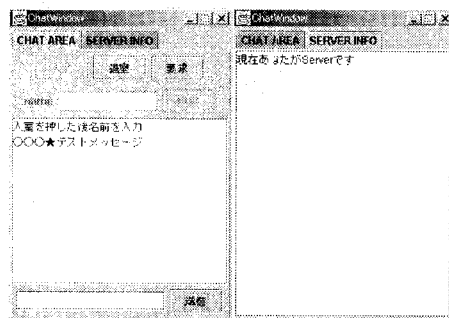 ChatWindow
CHAT AREA SERVER INFO
退室 要求
name:
入室を押した後名前を入力
〇〇〇★テストメッセージ
送信
ChatWindow
CHAT AREA SERVER INFO
現在あなたがServerです